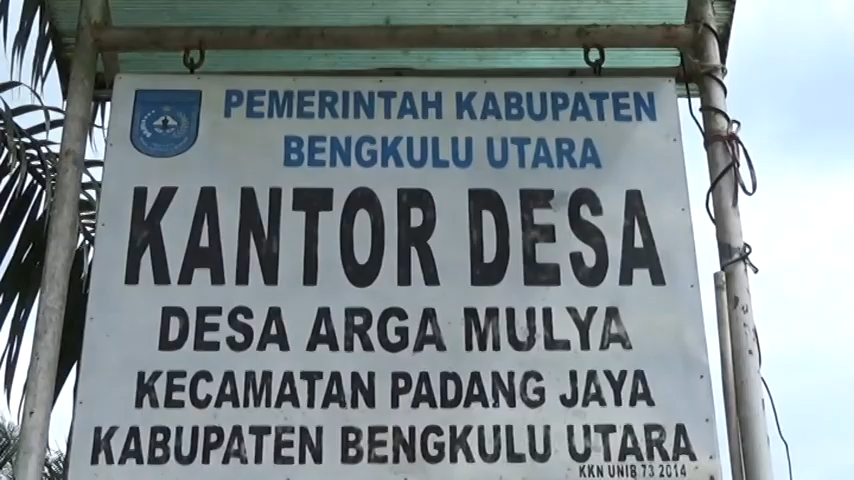 PEMERINTAH KABUPATEN
BENGKULU UTARA
KANTOR DESA
DESA ARGA MULYA
KECAMATAN PADANG JAYA
KABUPATEN BENGKULU UTARA
KKN UNIB 73 2014